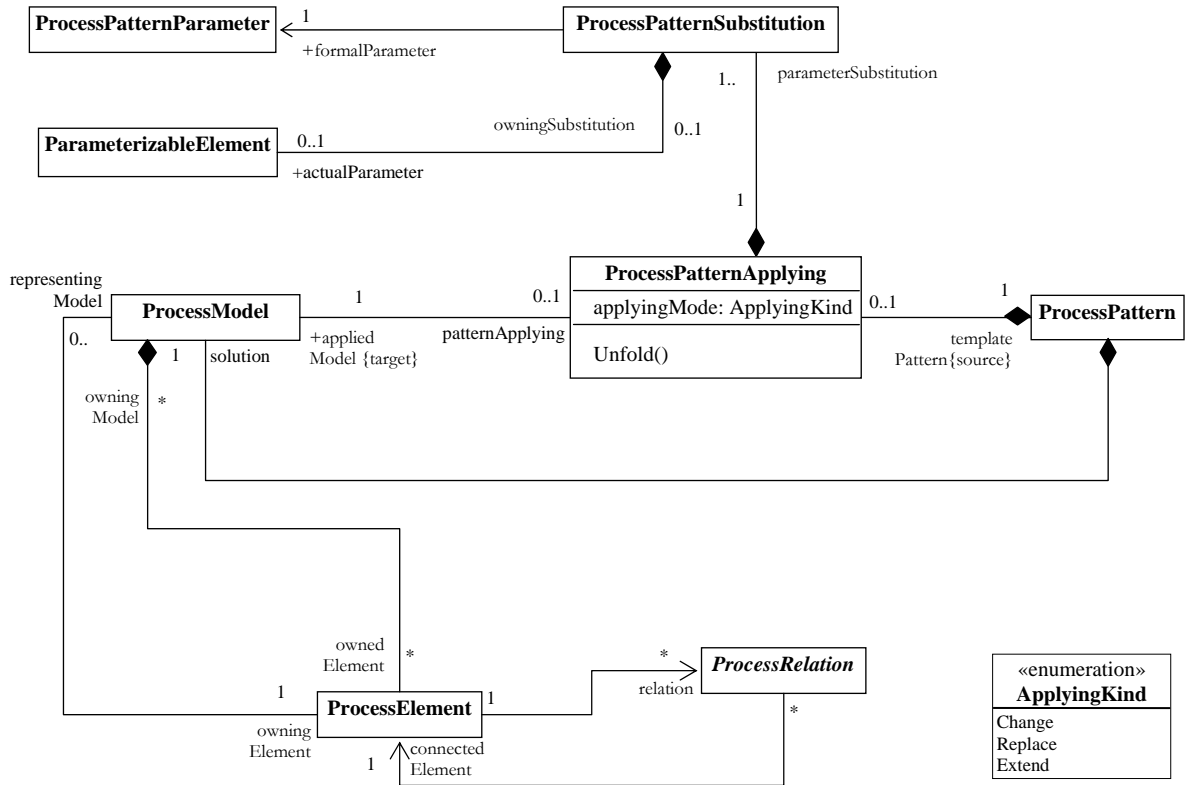 ProcessPatternParameter
1
+formalParameter
ProcessPatternSubstitution
1..
parameterSubstitution
owningSubstitution
0..1
ParameterizableElement
0..1
+actualParameter
1
representing
Model
0..
ProcessModel
1
solution
1
+applied
Model {target}
0..1
patternApplying
ProcessPatternApplying
applyingMode: ApplyingKind
Unfold()
0..1
1
template
Pattern{source}
ProcessPattern
owning
Model
*
owned
Element
*
1
owning
Element
ProcessElement
1
*
relation
ProcessRelation
*
1
connected
Element
«enumeration»
ApplyingKind
Change
Replace
Extend